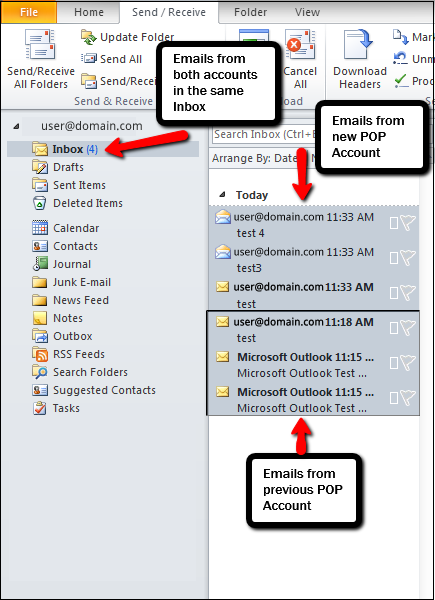 File Home Send / Receive Folder View
Update Folder
Send All
Send/Receive
Send/Receive
All Folders
Send & Receive
Emails from
both accounts
in the same
Inbox
Cancel
All
Download
Headers
Mark
Unm
Proc
Emails from
new POP
Account
user@domain.com
Inbox (4)
Drafts
Sent Items
Deleted Items
Calendar
Contacts
Journal
Junk E-mail
News Feed
Notes
Outbox
RSS Feeds
Search Folders
Suggested Contacts
Tasks
Search Inbox (Ctrl+E
Arrange By: Date
Today
user@domain.com 11:33 AM
test 4
user@domain.com 11:33 AM
test3
user@domain.com 11:33 AM
test
user@domain.com 11:18 AM
test
Microsoft Outlook 11:15 ...
Microsoft Outlook Test ...
Microsoft Outlook 11:15 ...
Microsoft Outlook Test ...
Emails from
previous POP
Account